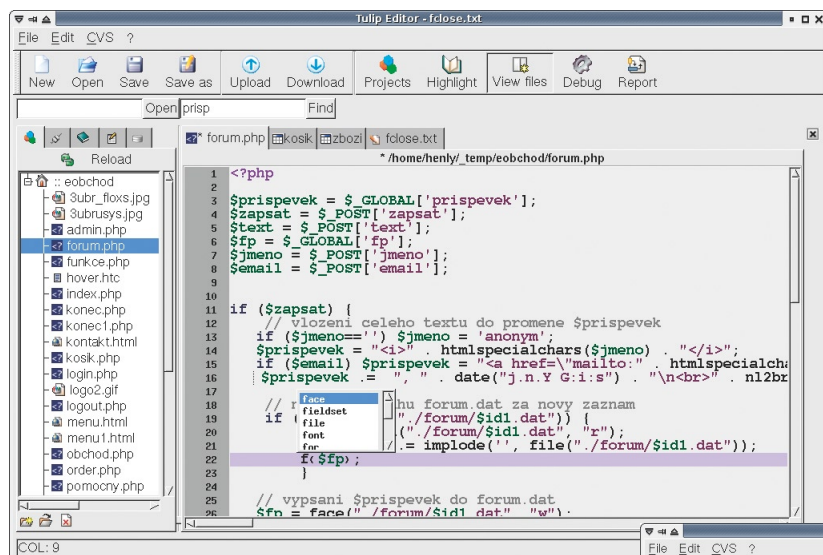 Tulip Editor - fclose.txt
File Edit CVS ?
New Open Save Save as Upload Download Projects Highlight View files Debug Report
Open prisp Find
Reload
forum.php kosik zbozi fclose.txt
* /home/henly/_temp/eobchod/forum.php
:: eobchod
3ubr_floxs.jpg
3ubrusys.jpg
admin.php
forum.php
funkce.php
hover.htc
index.php
konec.php
konec1.php
kontakt.html
kosik.php
login.php
logo2.gif
logout.php
menu.html
menu1.html
obchod.php
order.php
pomocny.php
1 <?php
2
3 $prispevek = $_GLOBAL['prispevek'];
4 $zapsat = $_POST['zapsat'];
5 $text = $_POST['text'];
6 $fp = $_GLOBAL['fp'];
7 $jmeno = $_POST['jmeno'];
8 $email = $_POST['email'];
9
10
11 if ($zapsat) {
12 // vlozeni celeho textu do promene $prispevek
13 if ($jmeno=='') $jmeno = 'anonym';
14 $prispevek = "<i>" . htmlspecialchars($jmeno) . "</i>";
15 if ($email) $prispevek = "<a href=\"mailto:" . htmlspecialcha
16 $prispevek .= ", " . date("j.n.Y G:i:s") . "\n<br>" . nl2br
17
18 // hu forum.dat za novy zaznam
19 if ( "./forum/$id1.dat")) {
20 ("./forum/$id1.dat", "r");
21 .= implode('', file("./forum/$id1.dat"));
22 f($fp);
23 }
24
25 // vypsani $prispevek do forum.dat
26 $fp = face("./forum/$id1.dat", "w");
face
fieldset
file
font
for
COL: 9
File Edit CVS ?